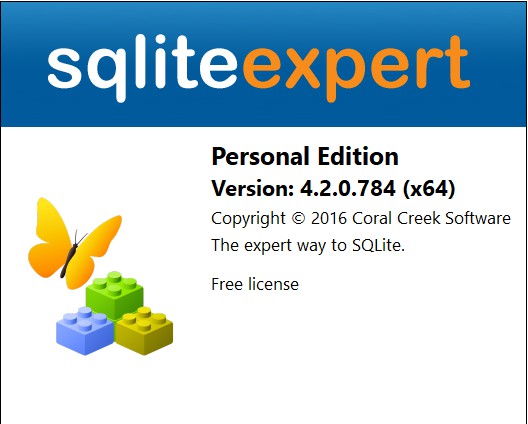 sqliteexpert
Personal Edition
Version: 4.2.0.784 (x64)
Copyright © 2016 Coral Creek Software
The expert way to SQLite.
Free license